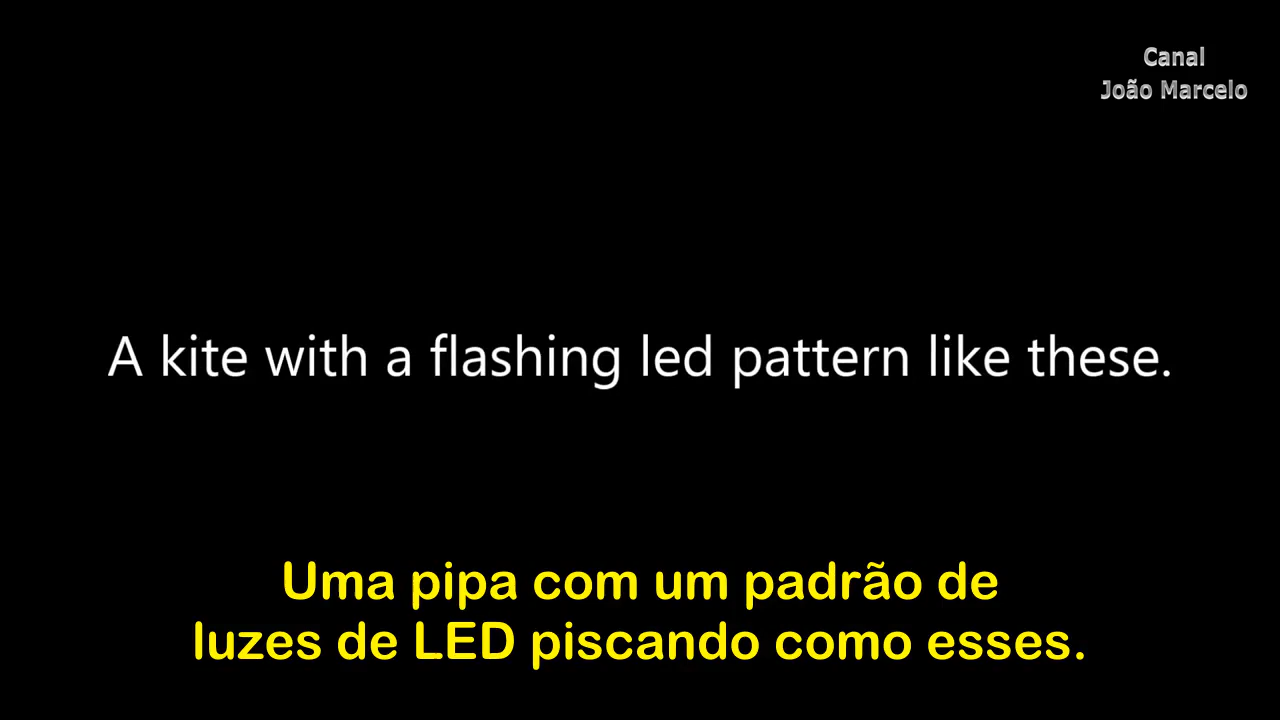 Canal
João Marcelo
A kite with a flashing led pattern like these.
Uma pipa com um padrão de
luzes de LED piscando como esses.